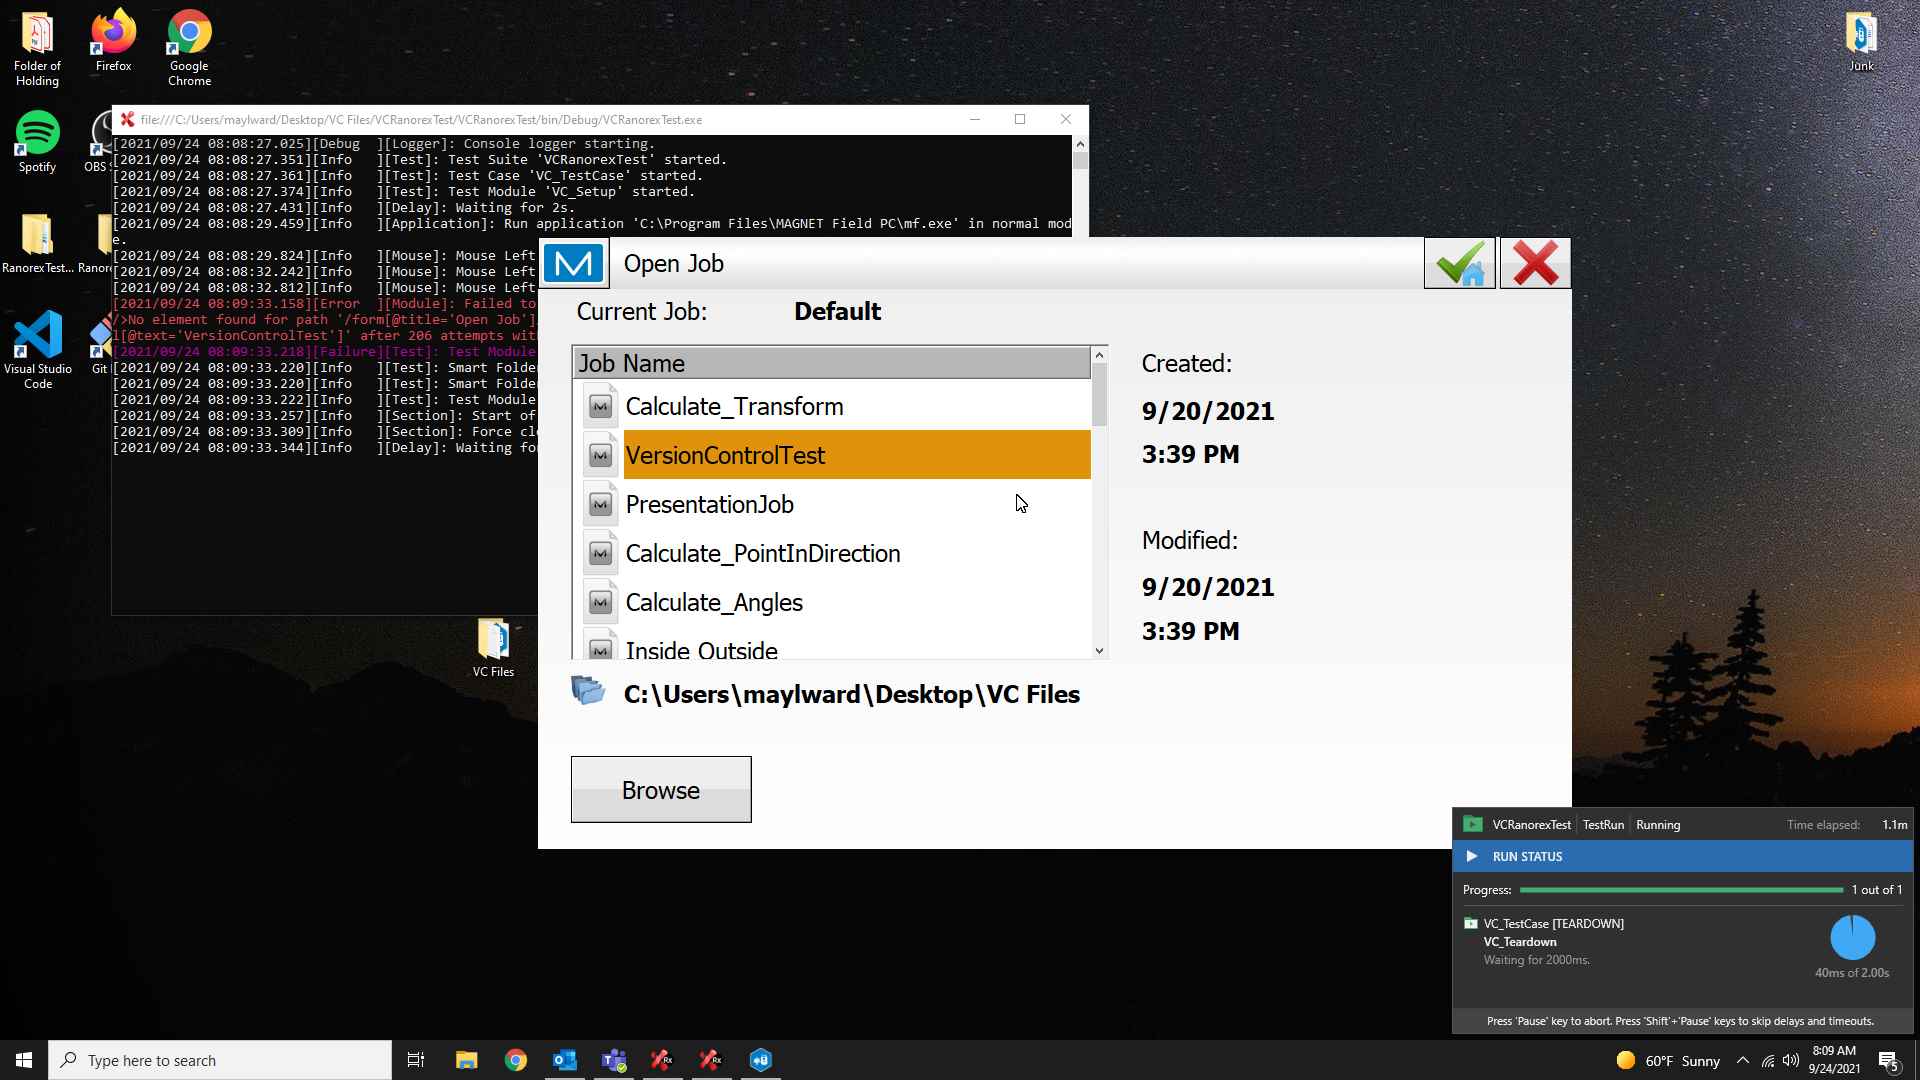 Folder of
Holding
Firefox
Google
Chrome
Junk
Spotify
OBS S
RanorexTest...
Ranore
Visual Studio
Code
Git
file:///C:/Users/maylward/Desktop/VC Files/VCRanorexTest/VCRanorexTest/bin/Debug/VCRanorexTest.exe
[2021/09/24 08:08:27.025][Debug  ][Logger]: Console logger starting.
[2021/09/24 08:08:27.351][Info   ][Test]: Test Suite 'VCRanorexTest' started.
[2021/09/24 08:08:27.361][Info   ][Test]: Test Case 'VC_TestCase' started.
[2021/09/24 08:08:27.374][Info   ][Test]: Test Module 'VC_Setup' started.
[2021/09/24 08:08:27.431][Info   ][Delay]: Waiting for 2s.
[2021/09/24 08:08:29.459][Info   ][Application]: Run application 'C:\Program Files\MAGNET Field PC\mf.exe' in normal mod
e.
[2021/09/24 08:08:29.824][Info   ][Mouse]: Mouse Left
[2021/09/24 08:08:32.242][Info   ][Mouse]: Mouse Left
[2021/09/24 08:08:32.812][Info   ][Mouse]: Mouse Left
[2021/09/24 08:09:33.158][Error  ][Module]: Failed to
/>No element found for path '/form[@title='Open Job']
l[@text='VersionControlTest']' after 206 attempts wit
[2021/09/24 08:09:33.218][Failure][Test]: Test Module
[2021/09/24 08:09:33.220][Info   ][Test]: Smart Folde
[2021/09/24 08:09:33.220][Info   ][Test]: Smart Folde
[2021/09/24 08:09:33.222][Info   ][Test]: Test Module
[2021/09/24 08:09:33.257][Info   ][Section]: Start of
[2021/09/24 08:09:33.309][Info   ][Section]: Force cl
[2021/09/24 08:09:33.344][Info   ][Delay]: Waiting fo
VC Files
Open Job
Current Job:
Default
Job Name
Calculate_Transform
VersionControlTest
PresentationJob
Calculate_PointInDirection
Calculate_Angles
Inside Outside
Created:
9/20/2021
3:39 PM
Modified:
9/20/2021
3:39 PM
C:\Users\maylward\Desktop\VC Files
Browse
VCRanorexTest TestRun Running Time elapsed: 1.1m
RUN STATUS
Progress: 1 out of 1
VC_TestCase [TEARDOWN]
VC_Teardown
Waiting for 2000ms.
40ms of 2.00s
Press 'Pause' key to abort. Press 'Shift'+'Pause' keys to skip delays and timeouts.
Type here to search
60°F Sunny
8:09 AM
9/24/2021
5